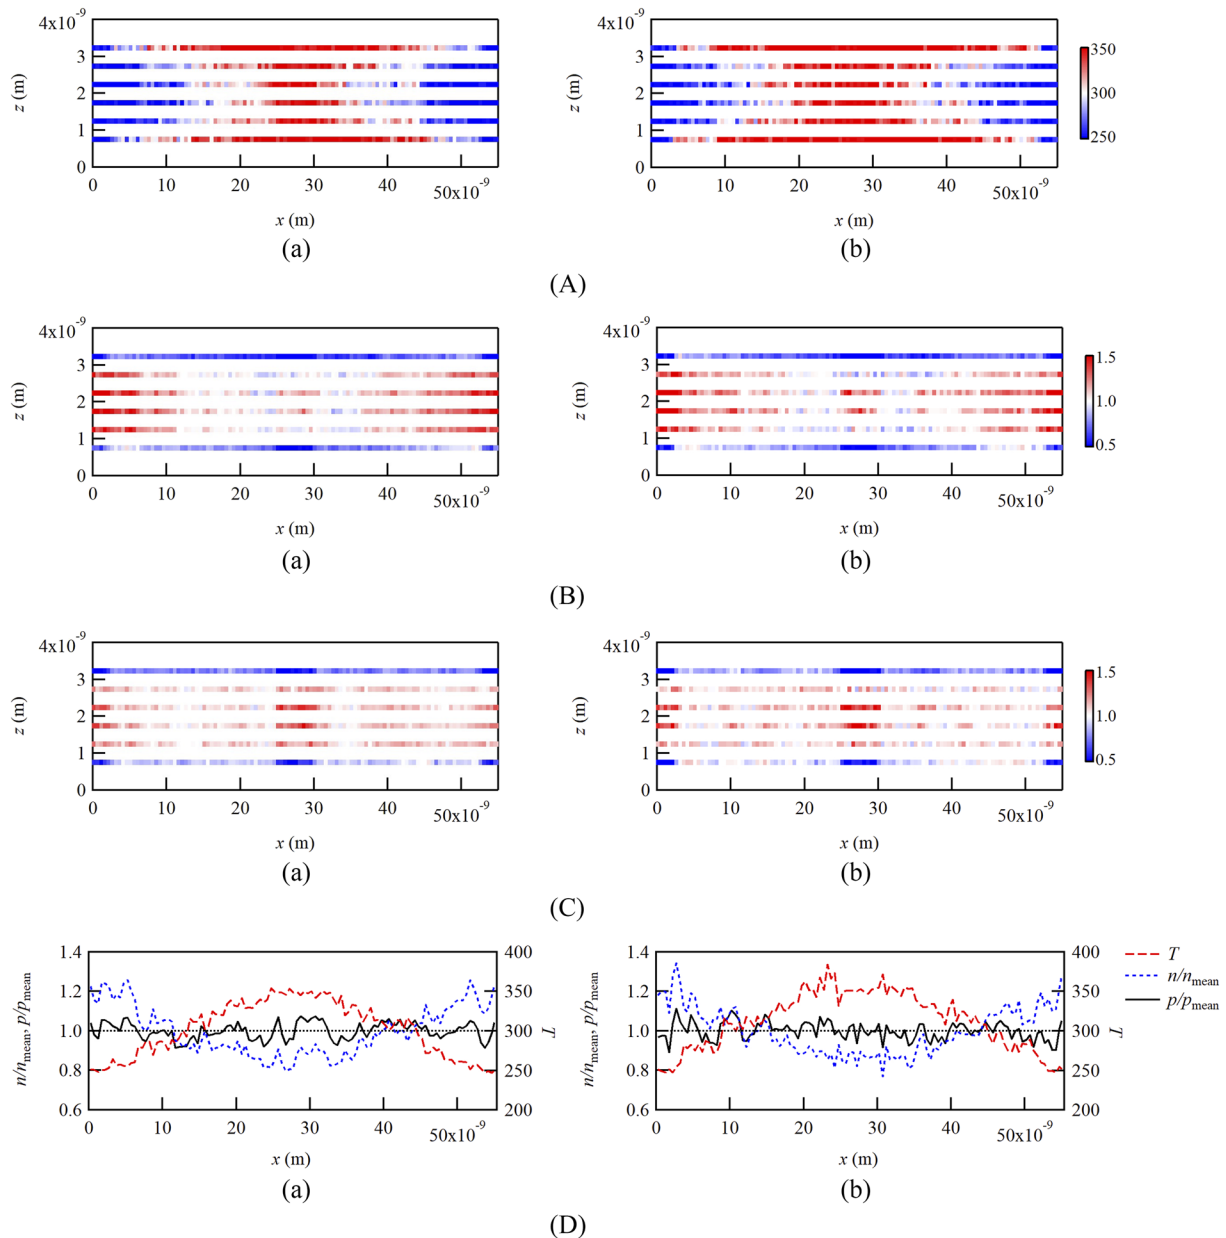 4x10⁻⁹
3
2
1
0
z (m)
0 10 20 30 40 50x10⁻⁹
x (m)
(a)
4x10⁻⁹
3
2
1
0
z (m)
0 10 20 30 40 50x10⁻⁹
x (m)
(b)
350
300
250
(A)
4x10⁻⁹
3
2
1
0
z (m)
0 10 20 30 40 50x10⁻⁹
x (m)
(a)
4x10⁻⁹
3
2
1
0
z (m)
0 10 20 30 40 50x10⁻⁹
x (m)
(b)
1.5
1.0
0.5
(B)
4x10⁻⁹
3
2
1
0
z (m)
0 10 20 30 40 50x10⁻⁹
x (m)
(a)
4x10⁻⁹
3
2
1
0
z (m)
0 10 20 30 40 50x10⁻⁹
x (m)
(b)
1.5
1.0
0.5
(C)
1.4
1.2
1.0
0.8
0.6
n/nmean, p/pmean
400
350
300
250
200
T
0 10 20 30 40 50x10⁻⁹
x (m)
(a)
1.4
1.2
1.0
0.8
0.6
n/nmean, p/pmean
400
350
300
250
200
T
0 10 20 30 40 50x10⁻⁹
x (m)
(b)
T
n/nmean
p/pmean
(D)